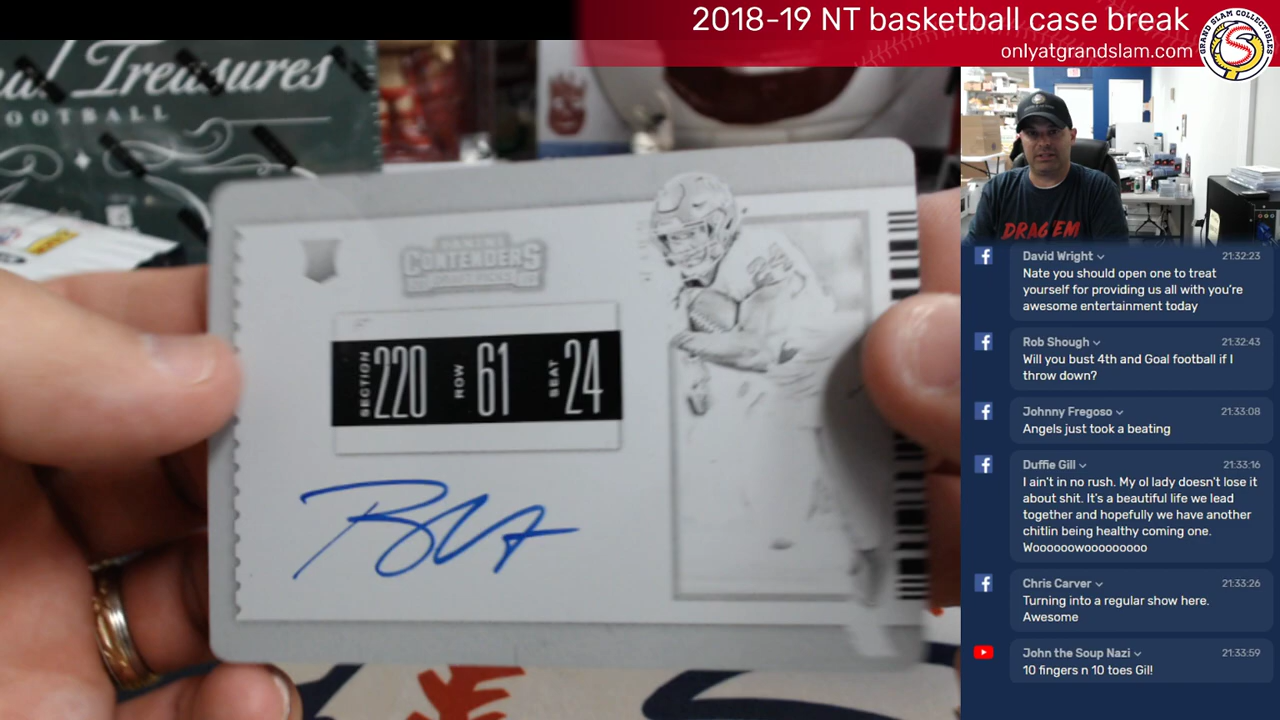 2018-19 NT basketball case break
onlyatgrandslam.com
GRAND SLAM COLLECTIBLES
Treasures
FOOTBALL
PANINI
CONTENDERS
DRAFT PICKS
SECTION 220 ROW 61 SEAT 24
DRAG EM
David Wright 21:32:23
Nate you should open one to treat
yourself for providing us all with you're
awesome entertainment today
Rob Shough 21:32:43
Will you bust 4th and Goal football if I
throw down?
Johnny Fregoso 21:33:08
Angels just took a beating
Duffie Gill 21:33:16
I ain't in no rush. My ol lady doesn't lose it
about shit. It's a beautiful life we lead
together and hopefully we have another
chitlin being healthy coming one.
Woooooowooooooooo
Chris Carver 21:33:26
Turning into a regular show here.
Awesome
John the Soup Nazi 21:33:59
10 fingers n 10 toes Gil!